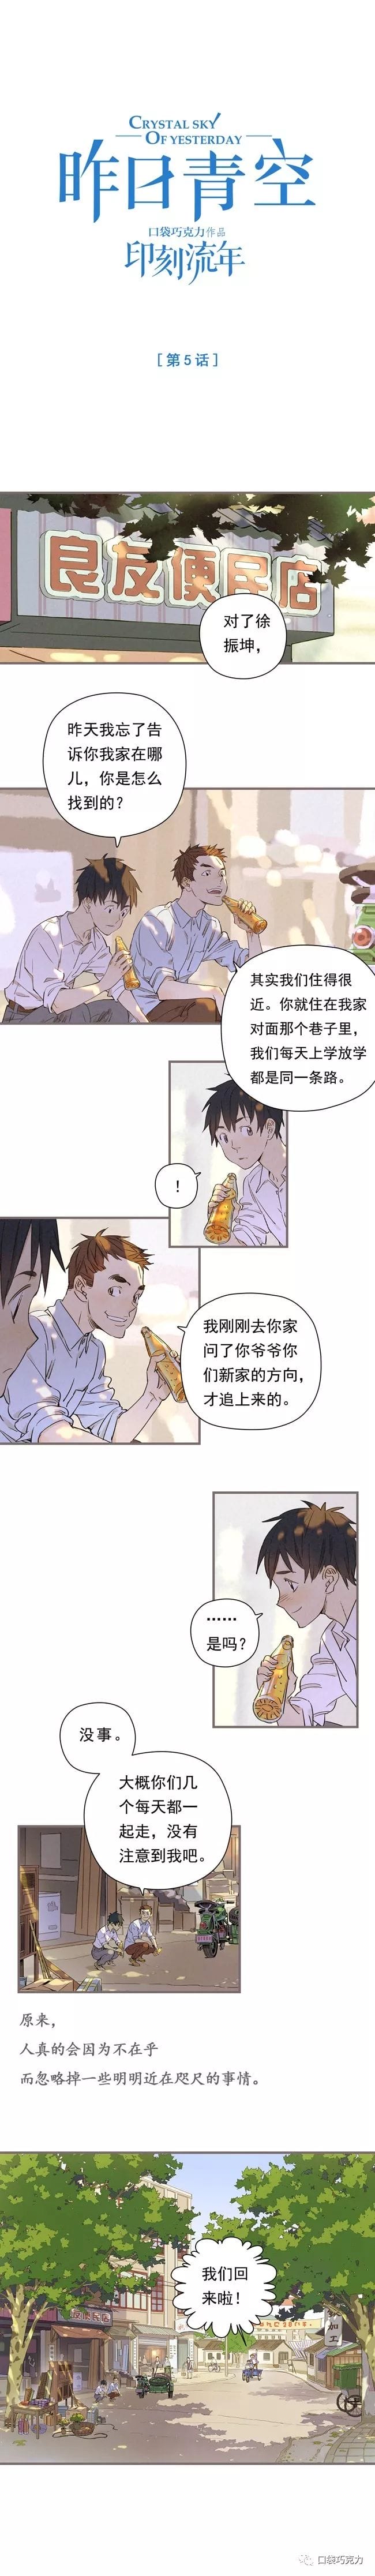 CRYSTAL SKY
OF YESTERDAY
昨日青空
口袋巧克力作品
印刻流年
[第5话]
良友便民店
对了徐
振坤,
昨天我忘了告
诉你我家在哪
儿,你是怎么
找到的?
其实我们住得很
近。你就住在我家
对面那个巷子里,
我们每天上学放学
都是同一条路。
!
我刚刚去你家
问了你爷爷你
们新家的方向,
才追上来的。
……
是吗?
没事。
大概你们几
个每天都一
起走,没有
注意到我吧。
原来,
人真的会因为不在乎
而忽略掉一些明明近在咫尺的事情。
我们回
来啦!
良友便民店
加工
口袋巧克力